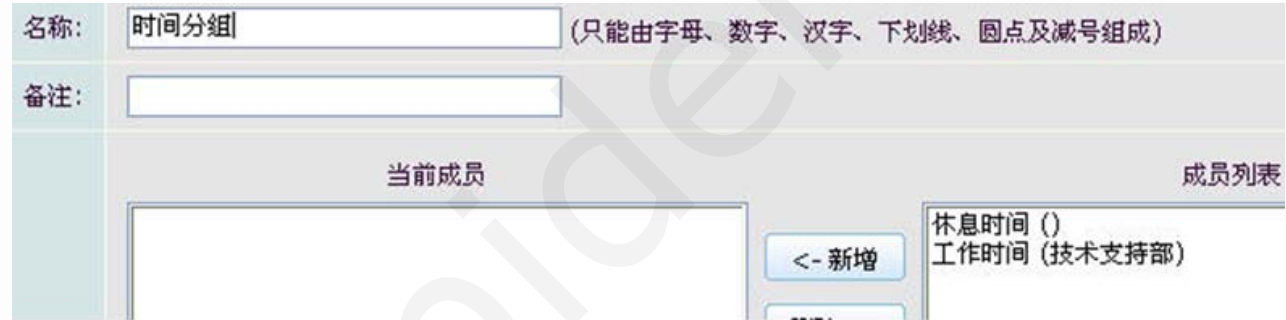 名称: 时间分组 (只能由字母、数字、汉字、下划线、圆点及减号组成)
备注:
当前成员 成员列表
休息时间 ()
<-新增 工作时间 (技术支持部)